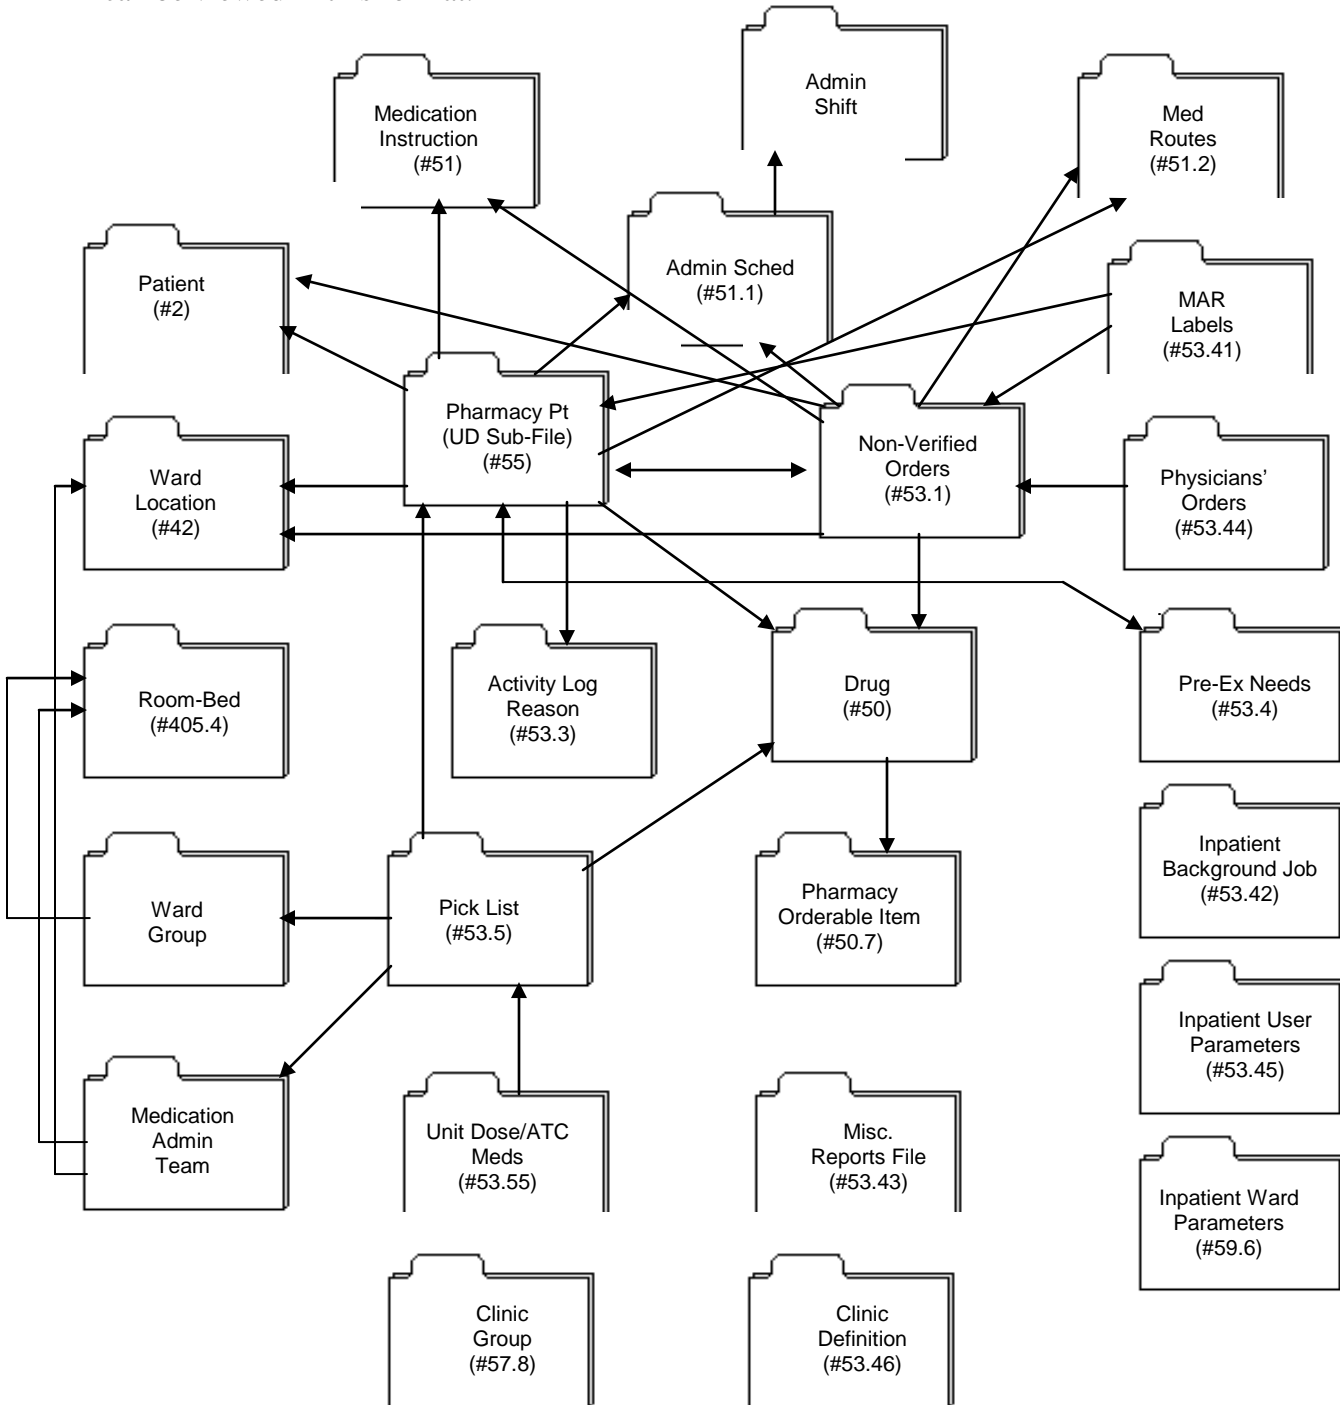 Admin
Shift
Medication
Instruction
(#51)
Med
Routes
(#51.2)
Patient
(#2)
Admin Sched
(#51.1)
MAR
Labels
(#53.41)
Pharmacy Pt
(UD Sub-File)
(#55)
Non-Verified
Orders
(#53.1)
Ward
Location
(#42)
Physicians'
Orders
(#53.44)
Room-Bed
(#405.4)
Activity Log
Reason
(#53.3)
Drug
(#50)
Pre-Ex Needs
(#53.4)
Inpatient
Background Job
(#53.42)
Ward
Group
Pick List
(#53.5)
Pharmacy
Orderable Item
(#50.7)
Inpatient User
Parameters
(#53.45)
Medication
Admin
Team
Unit Dose/ATC
Meds
(#53.55)
Misc.
Reports File
(#53.43)
Inpatient Ward
Parameters
(#59.6)
Clinic
Group
(#57.8)
Clinic
Definition
(#53.46)